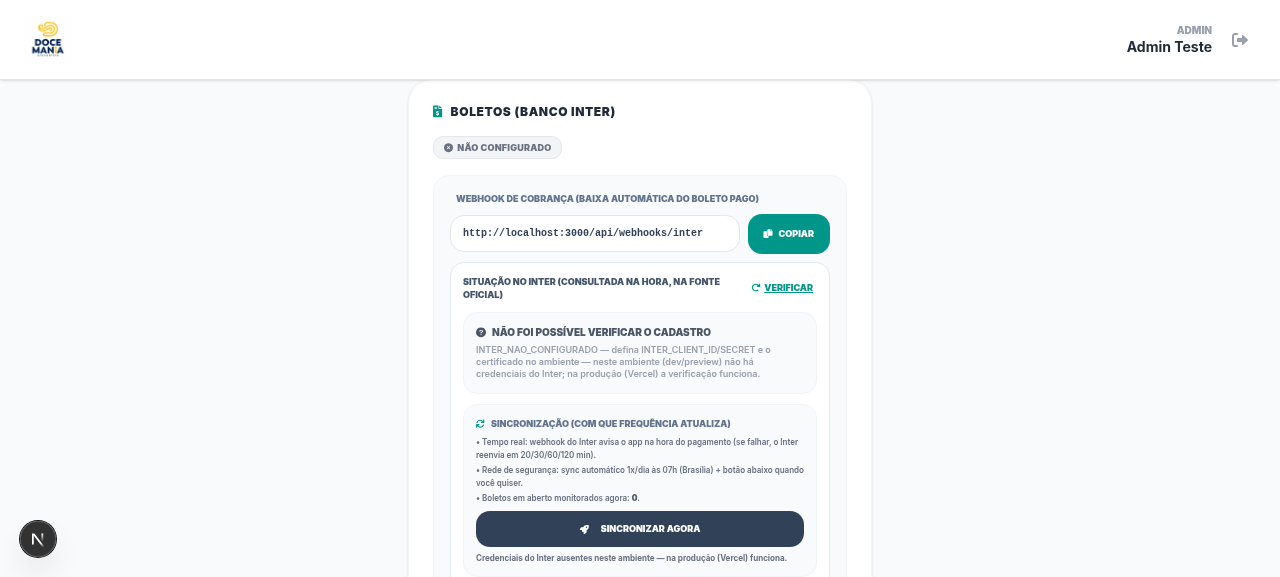 DOCE
MANIA
ADMIN
Admin Teste
BOLETOS (BANCO INTER)
NÃO CONFIGURADO
WEBHOOK DE COBRANÇA (BAIXA AUTOMÁTICA DO BOLETO PAGO)
http://localhost:3000/api/webhooks/inter
COPIAR
SITUAÇÃO NO INTER (CONSULTADA NA HORA, NA FONTE
OFICIAL)
VERIFICAR
NÃO FOI POSSÍVEL VERIFICAR O CADASTRO
INTER_NAO_CONFIGURADO — defina INTER_CLIENT_ID/SECRET e o
certificado no ambiente — neste ambiente (dev/preview) não há
credenciais do Inter; na produção (Vercel) a verificação funciona.
SINCRONIZAÇÃO (COM QUE FREQUÊNCIA ATUALIZA)
• Tempo real: webhook do Inter avisa o app na hora do pagamento (se falhar, o Inter
reenvia em 20/30/60/120 min).
• Rede de segurança: sync automático 1x/dia às 07h (Brasília) + botão abaixo quando
você quiser.
• Boletos em aberto monitorados agora: 0.
SINCRONIZAR AGORA
Credenciais do Inter ausentes neste ambiente — na produção (Vercel) funciona.
N